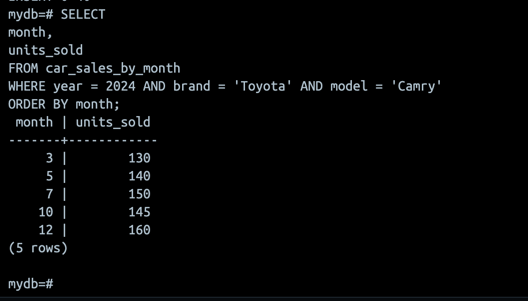 mydb=# SELECT
month,
units_sold
FROM car_sales_by_month
WHERE year = 2024 AND brand = 'Toyota' AND model = 'Camry'
ORDER BY month;
 month | units_sold
-------+------------
     3 |        130
     5 |        140
     7 |        150
    10 |        145
    12 |        160
(5 rows)

mydb=#